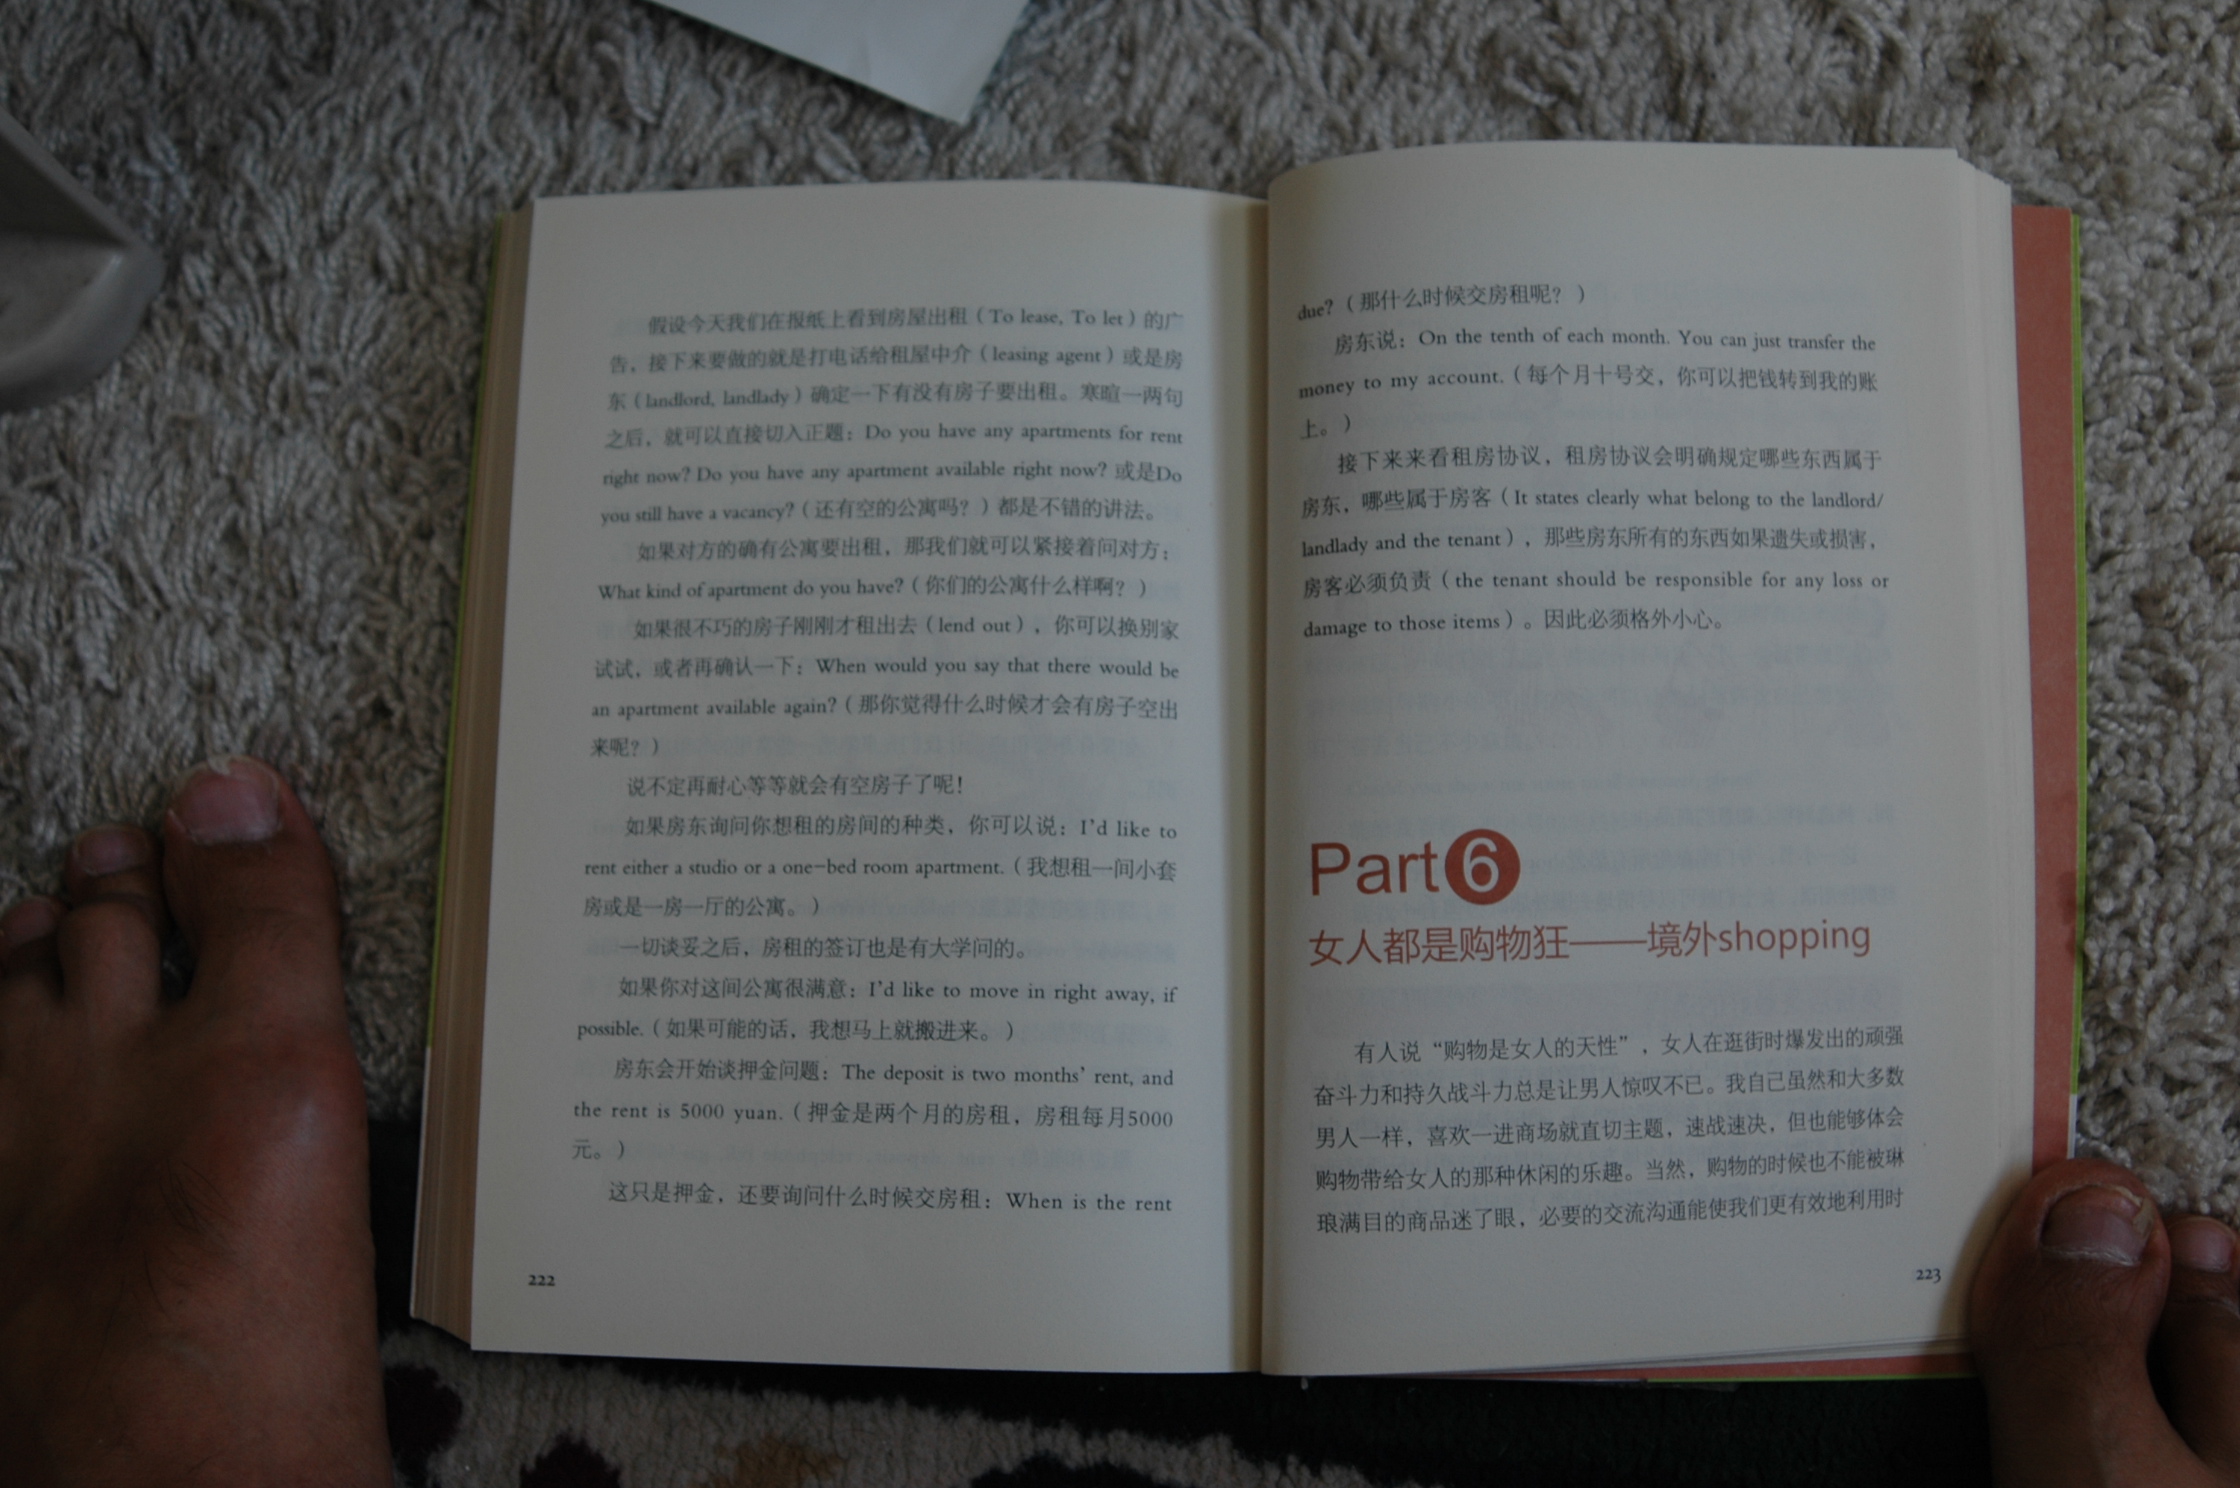 假设今天我们在报纸上看到房屋出租（To lease, To let）的广
告，接下来要做的就是打电话给租屋中介（leasing agent）或是房
东（landlord, landlady）确定一下有没有房子要出租。寒暄一两句
之后，就可以直接切入正题：Do you have any apartments for rent
right now? Do you have any apartment available right now? 或是Do
you still have a vacancy?（还有空的公寓吗？）都是不错的讲法。
如果对方的确有公寓要出租，那我们就可以紧接着问对方：
What kind of apartment do you have?（你们的公寓什么样啊？）
如果很不巧的房子刚刚才租出去（lend out），你可以换别家
试试，或者再确认一下：When would you say that there would be
an apartment available again?（那你觉得什么时候才会有房子空出
来呢？）
说不定再耐心等等就会有空房子了呢！
如果房东询问你想租的房间的种类，你可以说：I'd like to
rent either a studio or a one-bed room apartment.（我想租一间小套
房或是一房一厅的公寓。）
一切谈妥之后，房租的签订也是有大学问的。
如果你对这间公寓很满意：I'd like to move in right away, if
possible.（如果可能的话，我想马上就搬进来。）
房东会开始谈押金问题：The deposit is two months' rent, and
the rent is 5000 yuan.（押金是两个月的房租，房租每月5000
元。）
这只是押金，还要询问什么时候交房租：When is the rent
222
due?（那什么时候交房租呢？）
房东说：On the tenth of each month. You can just transfer the
money to my account.（每个月十号交，你可以把钱转到我的账
上。）
接下来来看租房协议，租房协议会明确规定哪些东西属于
房东，哪些属于房客（It states clearly what belong to the landlord/
landlady and the tenant），那些房东所有的东西如果遗失或损害，
房客必须负责（the tenant should be responsible for any loss or
damage to those items）。因此必须格外小心。
Part 6
女人都是购物狂——境外shopping
有人说“购物是女人的天性”，女人在逛街时爆发出的顽强
奋斗力和持久战斗力总是让男人惊叹不已。我自己虽然和大多数
男人一样，喜欢一进商场就直切主题，速战速决，但也能够体会
购物带给女人的那种休闲的乐趣。当然，购物的时候也不能被琳
琅满目的商品迷了眼，必要的交流沟通能使我们更有效地利用时
223